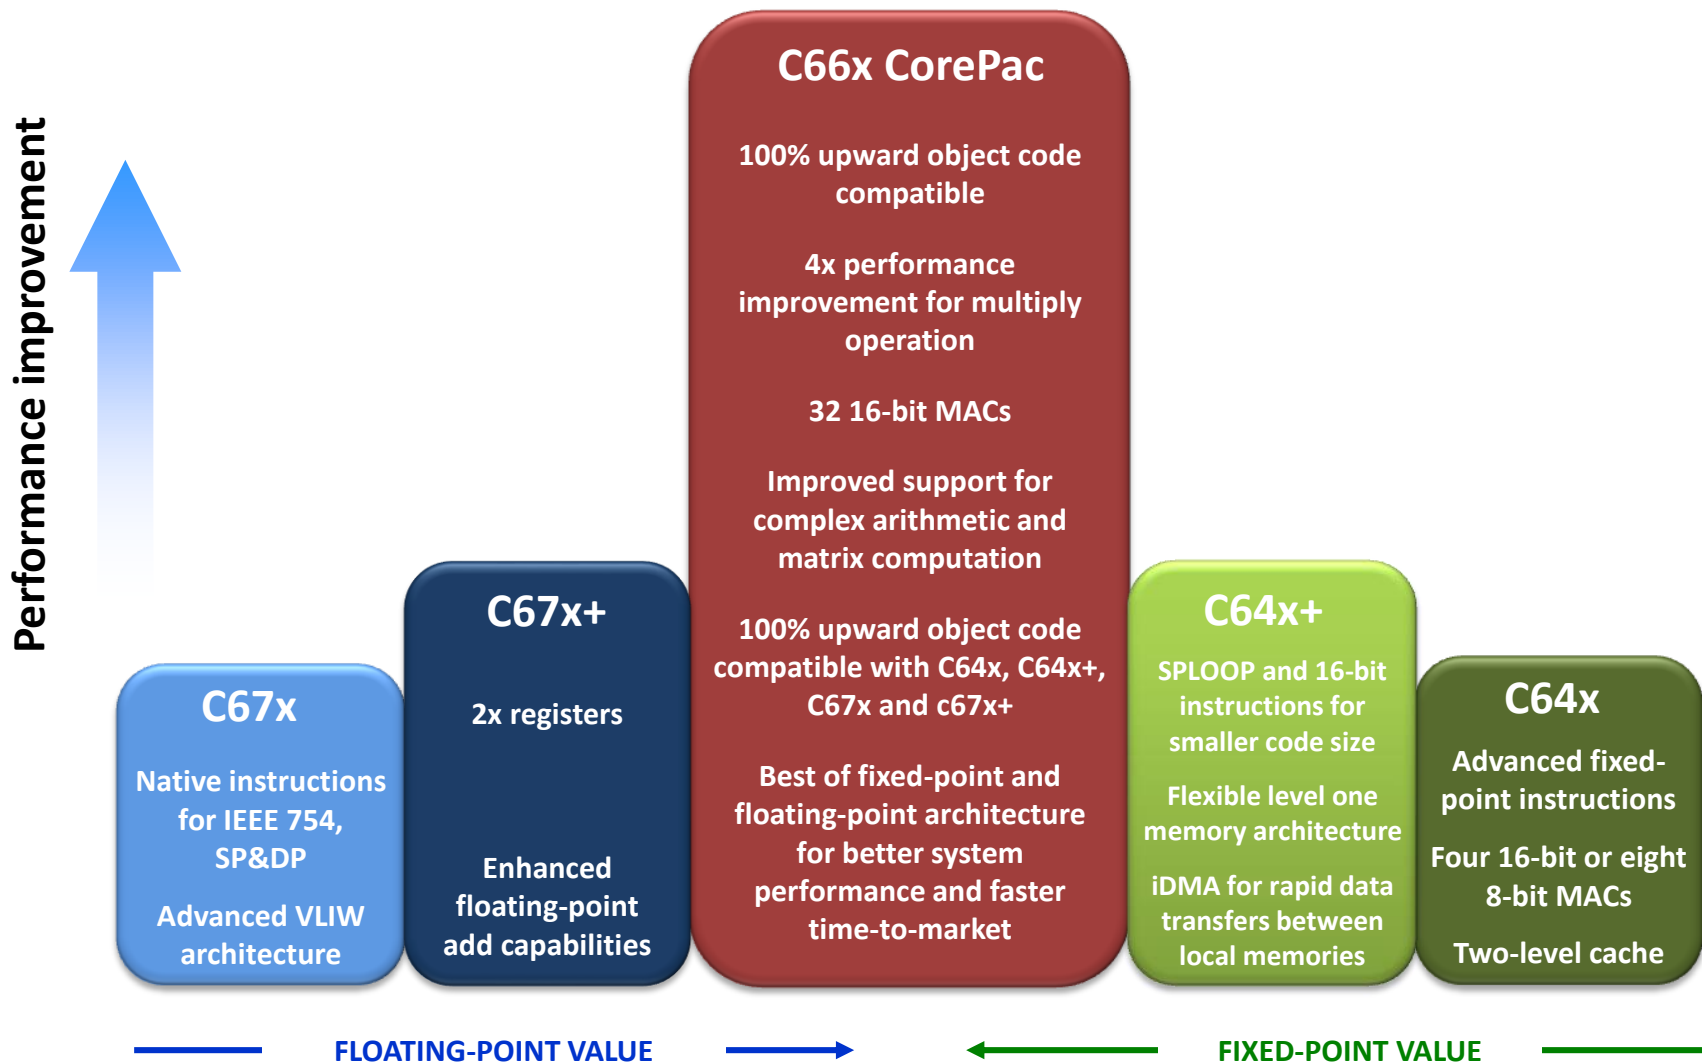 Performance improvement
C66x CorePac
100% upward object code
compatible
4x performance
improvement for multiply
operation
32 16-bit MACs
Improved support for
complex arithmetic and
matrix computation
100% upward object code
compatible with C64x, C64x+,
C67x and c67x+
Best of fixed-point and
floating-point architecture
for better system
performance and faster
time-to-market
C67x
Native instructions
for IEEE 754,
SP&DP
Advanced VLIW
architecture
C67x+
2x registers
Enhanced
floating-point
add capabilities
C64x+
SPLOOP and 16-bit
instructions for
smaller code size
Flexible level one
memory architecture
iDMA for rapid data
transfers between
local memories
C64x
Advanced fixed-
point instructions
Four 16-bit or eight
8-bit MACs
Two-level cache
FLOATING-POINT VALUE
FIXED-POINT VALUE